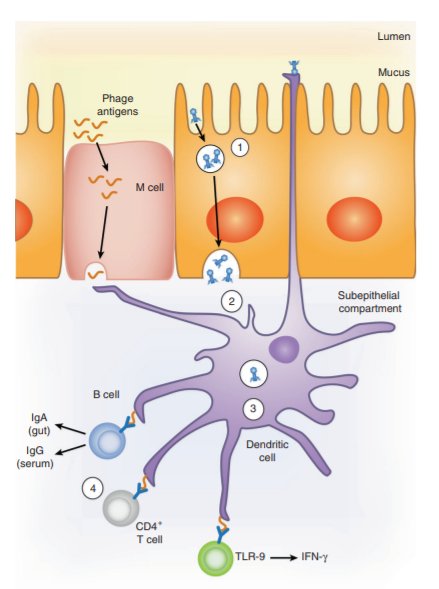 Lumen
Mucus
Phage
antigens
1
M cell
2
Subepithelial
compartment
B cell
3
IgA
(gut)
IgG
(serum)
Dendritic
cell
4
CD4⁺
T cell
TLR-9
IFN-γ